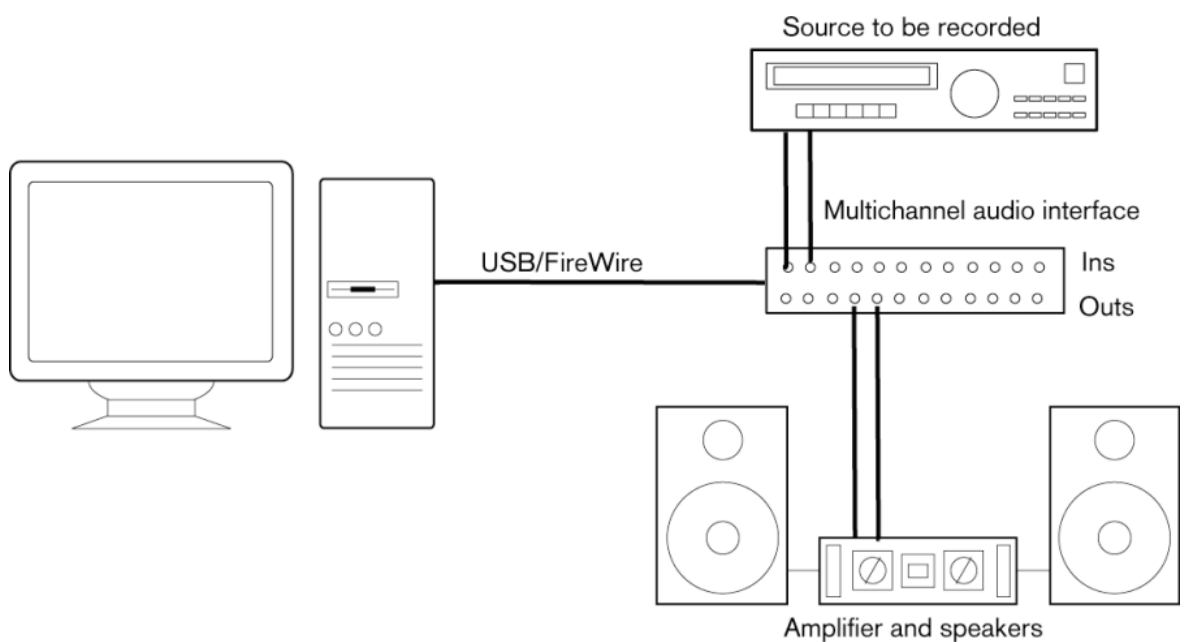 Source to be recorded
Multichannel audio interface
USB/FireWire
Ins
Outs
Amplifier and speakers